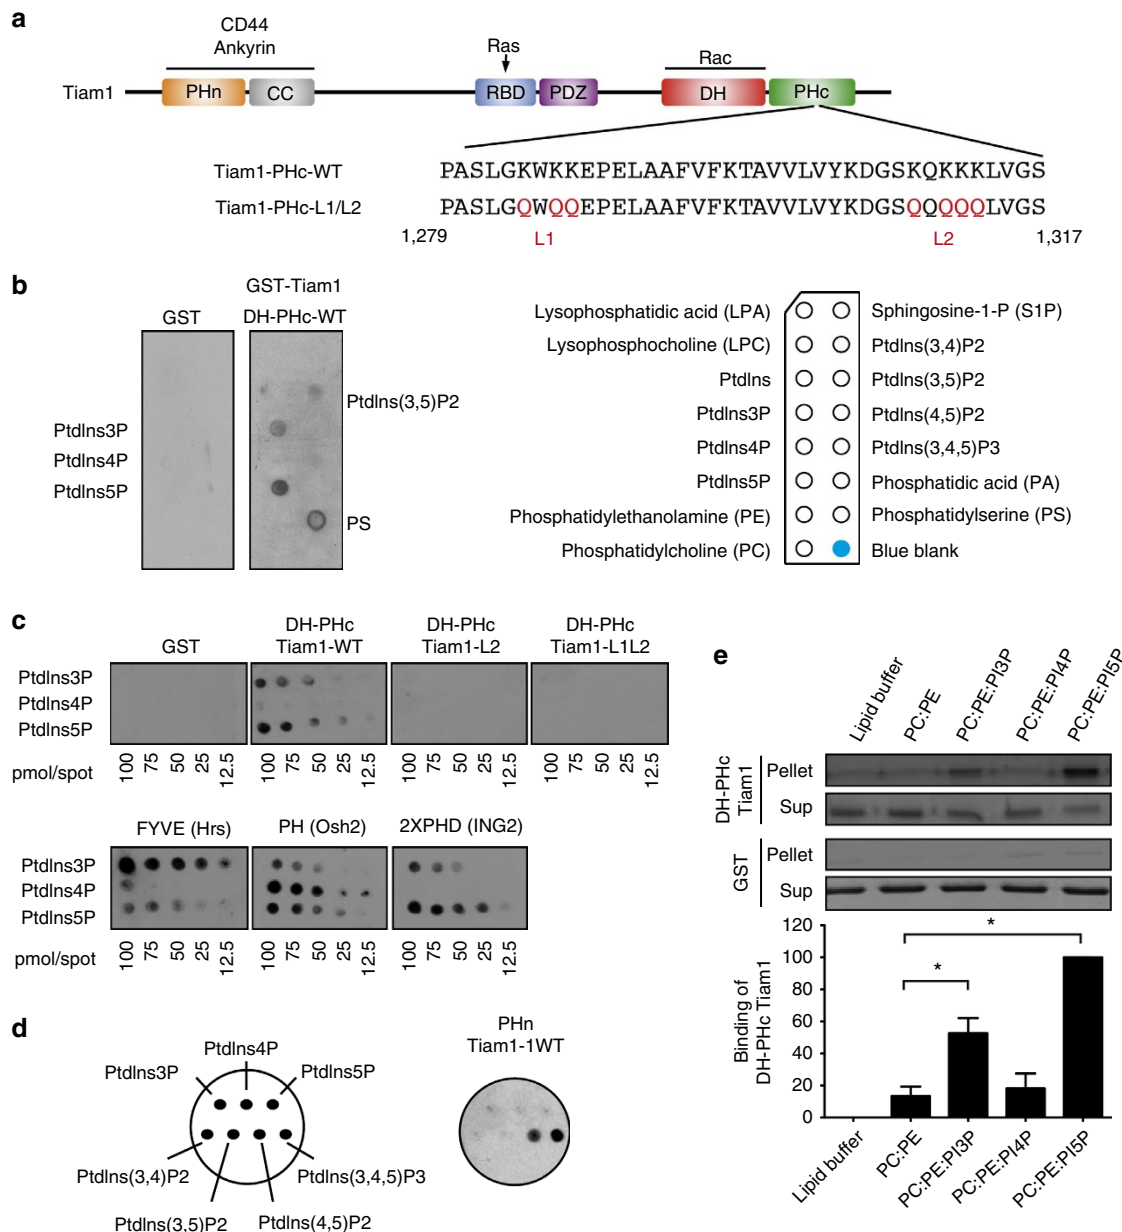 a
CD44
Ankyrin
Ras
Rac
Tiam1
PHn
CC
RBD
PDZ
DH
PHc
Tiam1-PHc-WT
PASLGKWKKEPELAAFVFKTAVVLVYKDGSKQKKKLVGS
Tiam1-PHc-L1/L2
PASLGQWQQEPELAAFVFKTAVVLVYKDGSQQQQQLVGS
1,279
L1
L2
1,317
b
GST
GST-Tiam1
DH-PHc-WT
PtdIns3P
PtdIns4P
PtdIns5P
PtdIns(3,5)P2
PS
Lysophosphatidic acid (LPA)
Lysophosphocholine (LPC)
PtdIns
PtdIns3P
PtdIns4P
PtdIns5P
Phosphatidylethanolamine (PE)
Phosphatidylcholine (PC)
Sphingosine-1-P (S1P)
PtdIns(3,4)P2
PtdIns(3,5)P2
PtdIns(4,5)P2
PtdIns(3,4,5)P3
Phosphatidic acid (PA)
Phosphatidylserine (PS)
Blue blank
c
GST
DH-PHc
Tiam1-WT
DH-PHc
Tiam1-L2
DH-PHc
Tiam1-L1L2
PtdIns3P
PtdIns4P
PtdIns5P
pmol/spot
100 75 50 25 12.5
100 75 50 25 12.5
100 75 50 25 12.5
100 75 50 25 12.5
FYVE (Hrs)
PH (Osh2)
2XPHD (ING2)
PtdIns3P
PtdIns4P
PtdIns5P
pmol/spot
100 75 50 25 12.5
100 75 50 25 12.5
100 75 50 25 12.5
d
PtdIns4P
PtdIns3P
PtdIns5P
PtdIns(3,4)P2
PtdIns(3,4,5)P3
PtdIns(3,5)P2
PtdIns(4,5)P2
PHn
Tiam1-1WT
e
Lipid buffer
PC:PE
PC:PE:PI3P
PC:PE:PI4P
PC:PE:PI5P
DH-PHc
Tiam1
Pellet
Sup
GST
Pellet
Sup
Binding of
DH-PHc Tiam1
120
100
80
60
40
20
0
*
*
Lipid buffer
PC:PE
PC:PE:PI3P
PC:PE:PI4P
PC:PE:PI5P